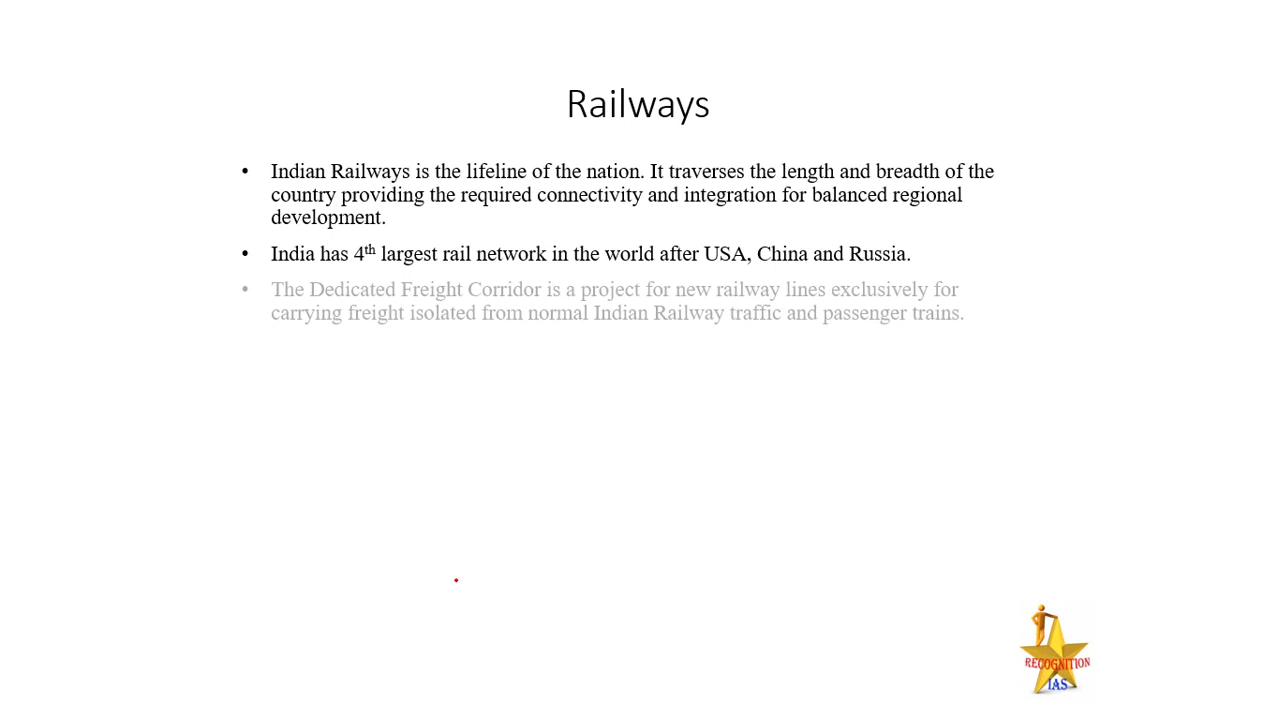 Railways
• Indian Railways is the lifeline of the nation. It traverses the length and breadth of the
country providing the required connectivity and integration for balanced regional
development.
• India has 4th largest rail network in the world after USA, China and Russia.
• The Dedicated Freight Corridor is a project for new railway lines exclusively for
carrying freight isolated from normal Indian Railway traffic and passenger trains.
RECOGNITION
IAS